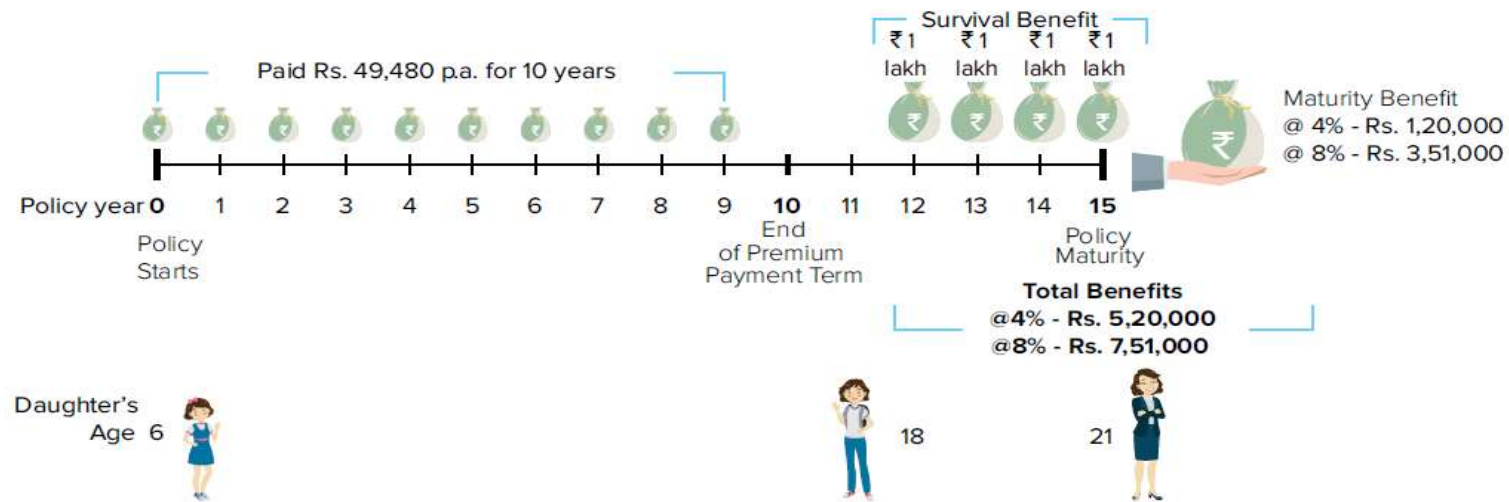 Survival Benefit
₹1 ₹1 ₹1 ₹1
lakh lakh lakh lakh
Paid Rs. 49,480 p.a. for 10 years
₹ ₹ ₹ ₹ ₹ ₹ ₹ ₹ ₹ ₹ ₹ ₹ ₹ ₹
₹
Maturity Benefit
@ 4% - Rs. 1,20,000
@ 8% - Rs. 3,51,000
Policy year 0 1 2 3 4 5 6 7 8 9 10 11 12 13 14 15
Policy
Starts
End
of Premium
Payment Term
Policy
Maturity
Total Benefits
@4% - Rs. 5,20,000
@8% - Rs. 7,51,000
Daughter's
Age 6 18 21